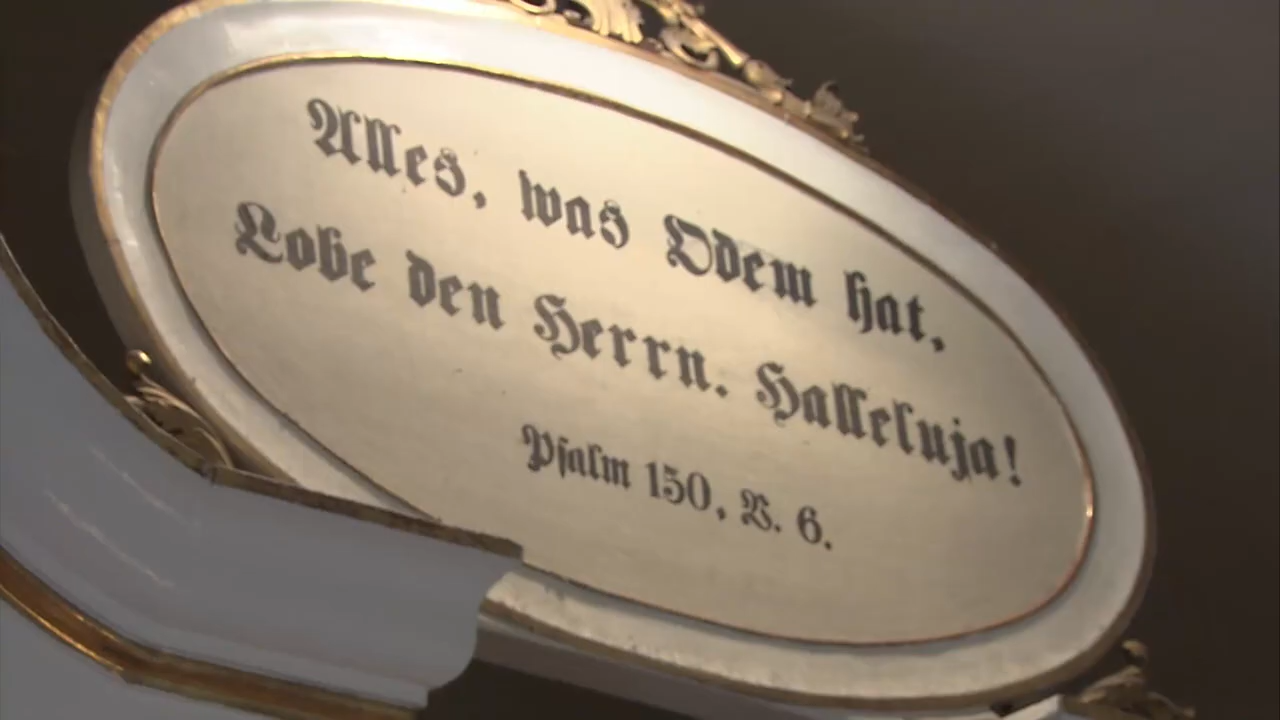 Alles, was Odem hat,
Lobe den Herrn. Halleluja!
Psalm 150, V. 6.